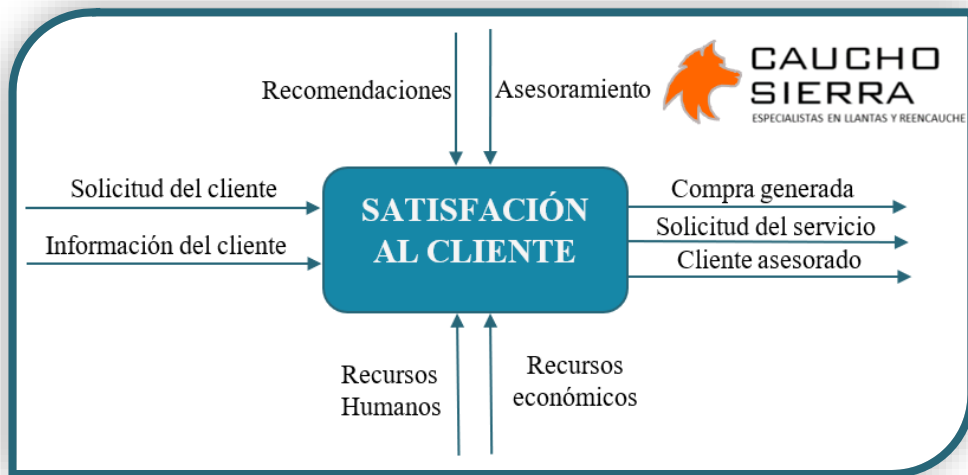 Recomendaciones
Asesoramiento
CAUCHO
SIERRA
ESPECIALISTAS EN LLANTAS Y REENCAUCHE
Solicitud del cliente
Información del cliente
SATISFACIÓN
AL CLIENTE
Compra generada
Solicitud del servicio
Cliente asesorado
Recursos
Humanos
Recursos
económicos